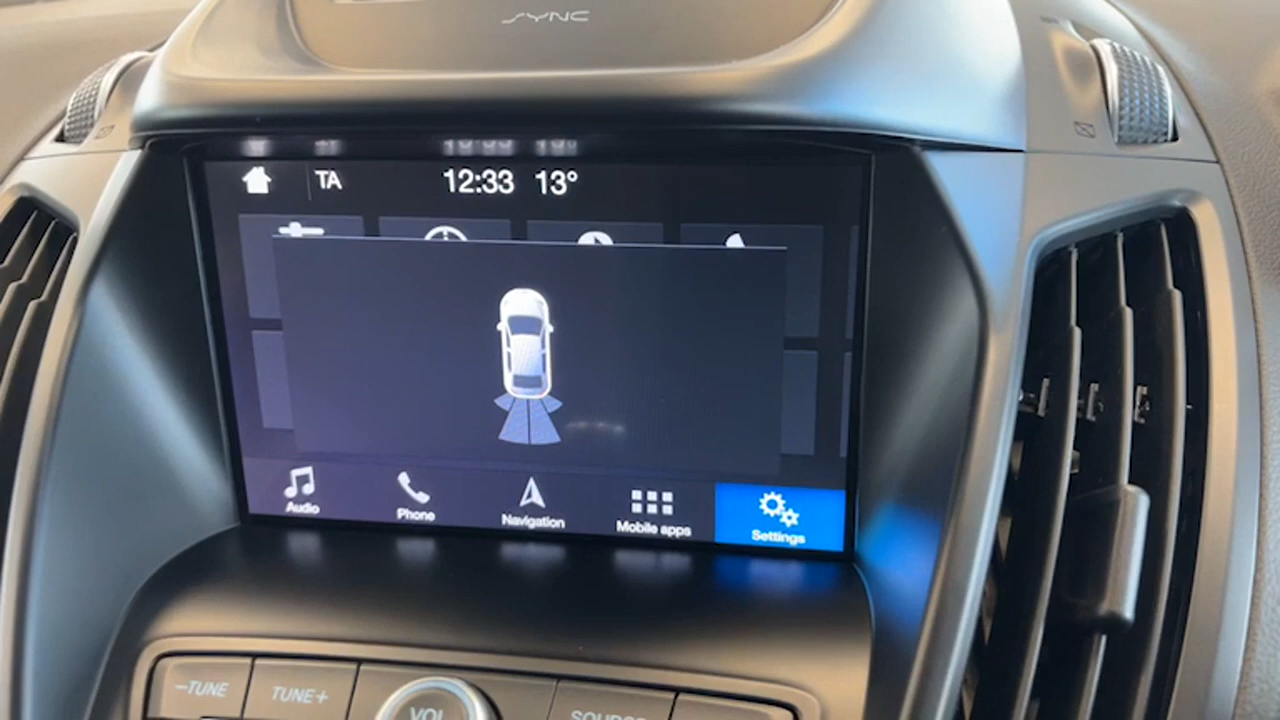 SYNC
TA 12:33 13°
Audio Phone Navigation Mobile apps Settings
–TUNE TUNE+ VOL SOURCE